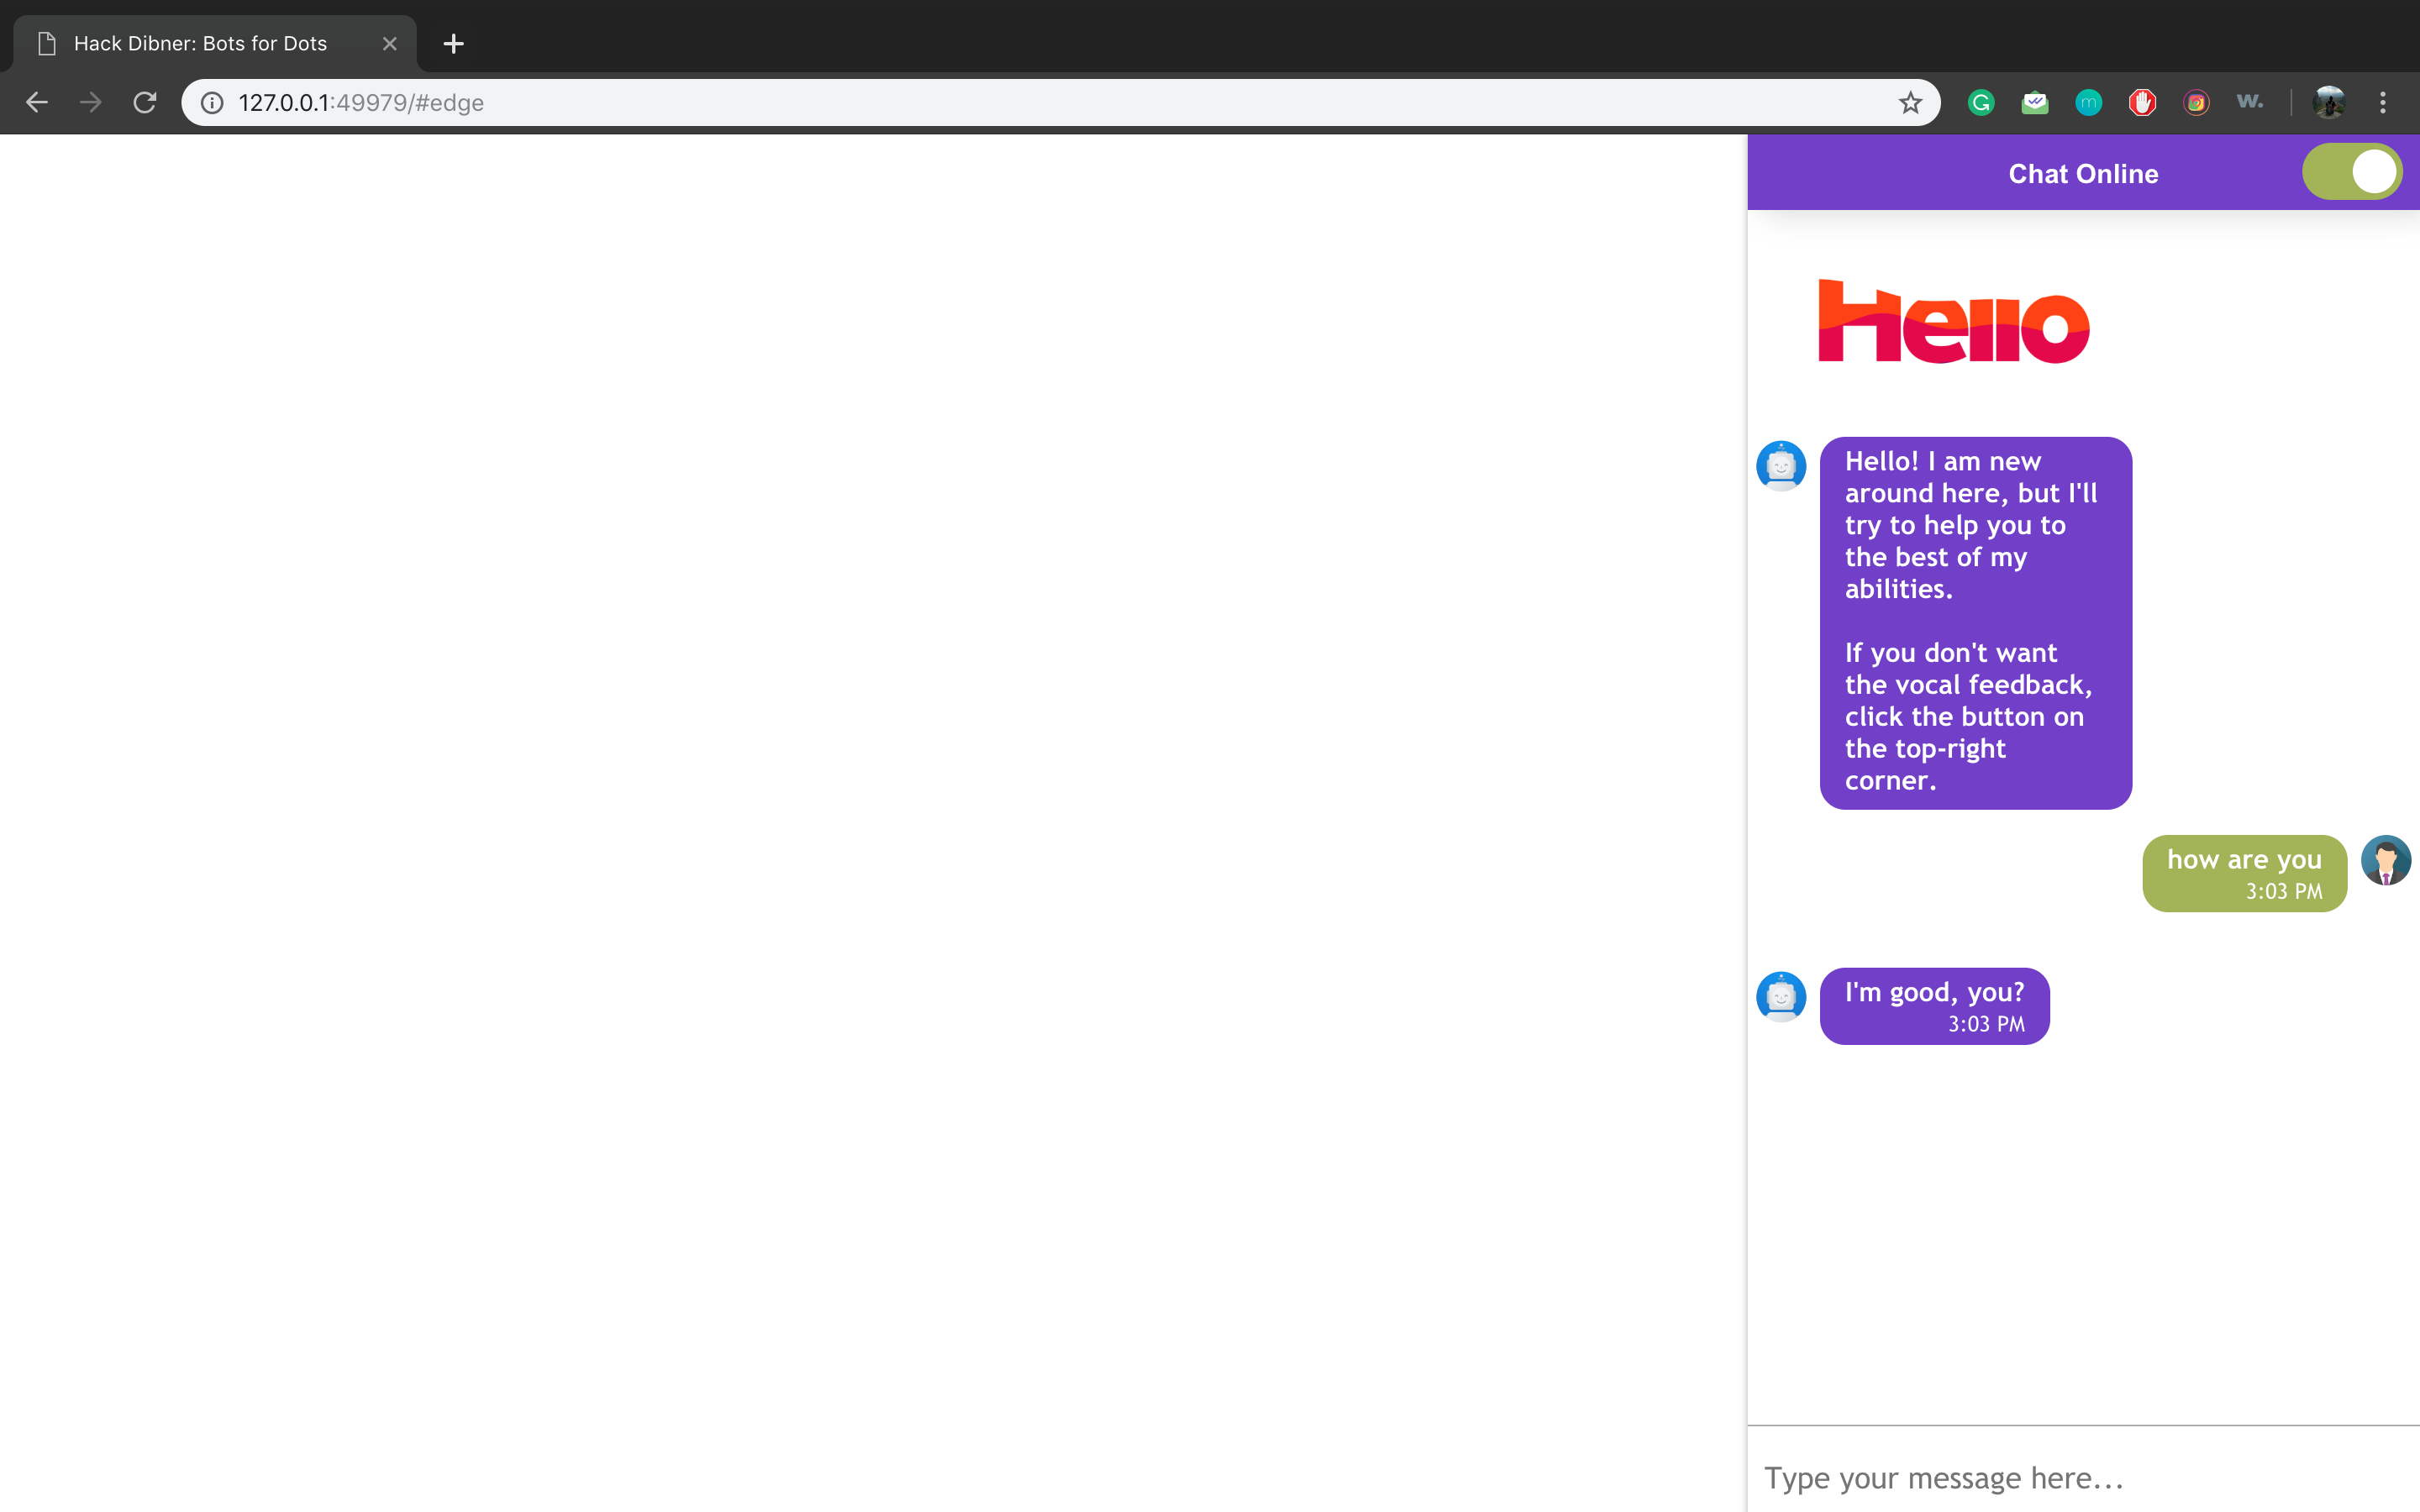 Hack Dibner: Bots for Dots
127.0.0.1:49979/#edge
w.
Chat Online
Hello
Hello! I am new
around here, but I'll
try to help you to
the best of my
abilities.
If you don't want
the vocal feedback,
click the button on
the top-right
corner.
how are you
3:03 PM
I'm good, you?
3:03 PM
Type your message here...